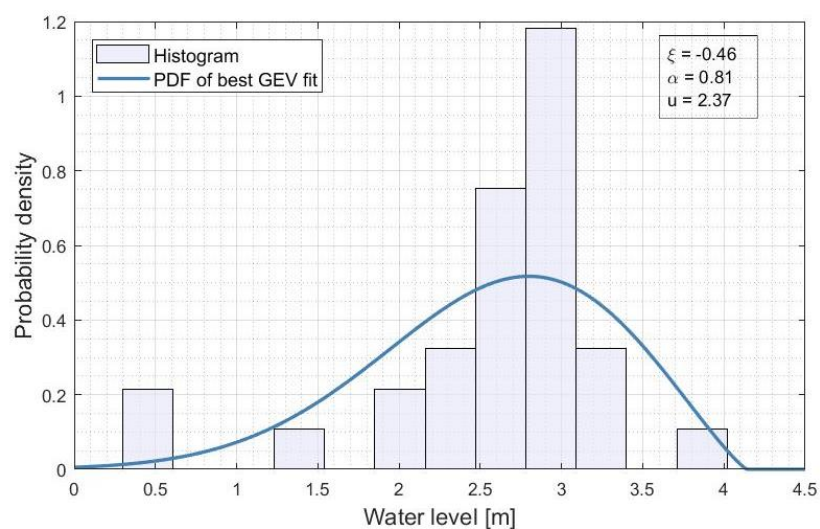 Histogram
PDF of best GEV fit
ξ = -0.46
α = 0.81
u = 2.37
Probability density
1.2
1
0.8
0.6
0.4
0.2
0
0 0.5 1 1.5 2 2.5 3 3.5 4 4.5
Water level [m]